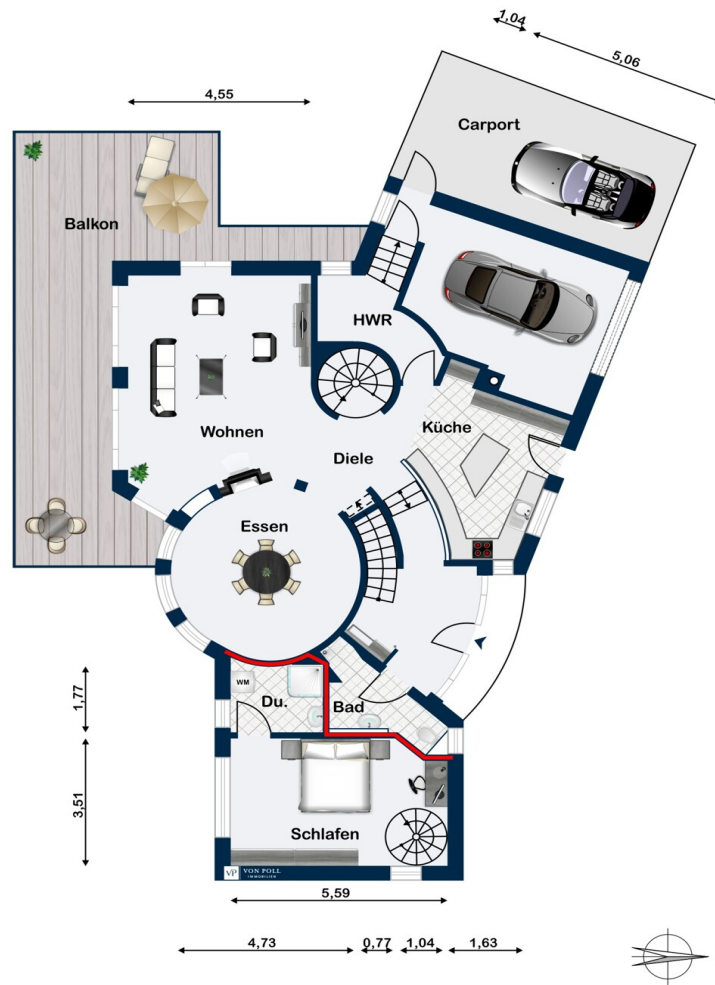 1,04
5,06
4,55
Carport
Balkon
HWR
Küche
Wohnen
Diele
Essen
WM
Du.
Bad
1,77
3,51
Schlafen
VP VON POLL
IMMOBILIEN
5,59
4,73 0,77 1,04 1,63